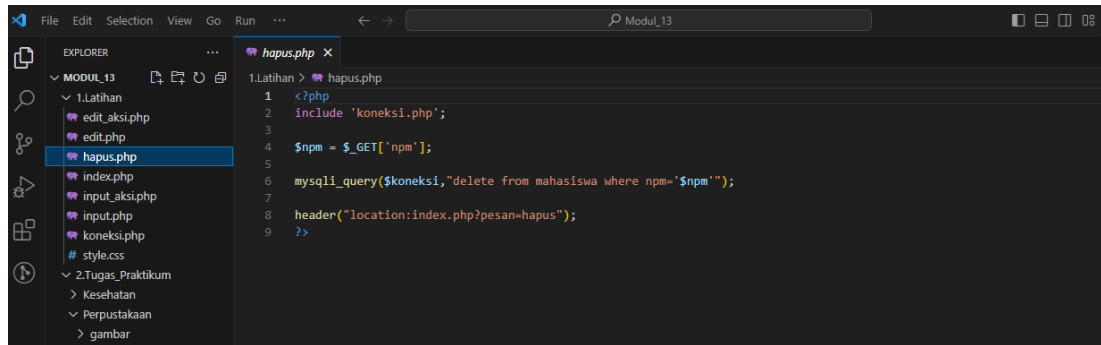 File Edit Selection View Go Run ··· ← → Modul_13
EXPLORER ···
MODUL_13
1.Latihan
edit_aksi.php
edit.php
hapus.php
index.php
input_aksi.php
input.php
koneksi.php
# style.css
2.Tugas_Praktikum
Kesehatan
Perpustakaan
gambar
hapus.php ×
1.Latihan > hapus.php
1 <?php
2 include 'koneksi.php';
3
4 $npm = $_GET['npm'];
5
6 mysqli_query($koneksi,"delete from mahasiswa where npm='$npm'");
7
8 header("location:index.php?pesan=hapus");
9 ?>